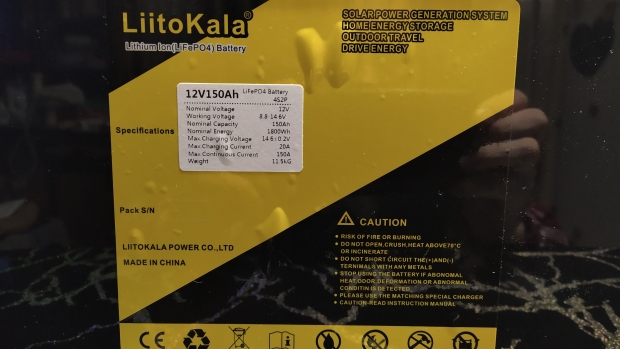 LiitoKala®
Lithium Ion(LiFePO4) Battery
SOLAR POWER GENERATION SYSTEM
HOME ENERGY STORAGE
OUTDOOR TRAVEL
DRIVE ENERGY
12V150Ah LiFePO4 Battery
4S2P
Nominal Voltage 12V
Working Voltage 8.8-14.6V
Nominal Capacity 150Ah
Nominal Energy 1800Wh
Max.Charging Voltage 14.6±0.2V
Max.Charging Current 20A
Max.Continuous Current 150A
Weight 11.5kG
Specifications
Pack S/N
LIITOKALA POWER CO.,LTD
MADE IN CHINA
CAUTION
● RISK OF FIRE OR BURNING
● DO NOT OPEN,CRUSH,HEAT ABOVE70°C
OR INCINERATE
● DO NOT SHORT CIRCUIT THE(+)AND(-)
TERNIMALS WITH ANY METALS
● STOP USING THE BATTERY IF ABONOMAL
HEAT,ODOR,DEFORMATION OR ABNORMAL
CONDITIN IS DETECTED
● PLEASE USE THE MATCHING SPECIAL CHARGER
● CAUTION-READ INSTRUCTION MANUAL
CE